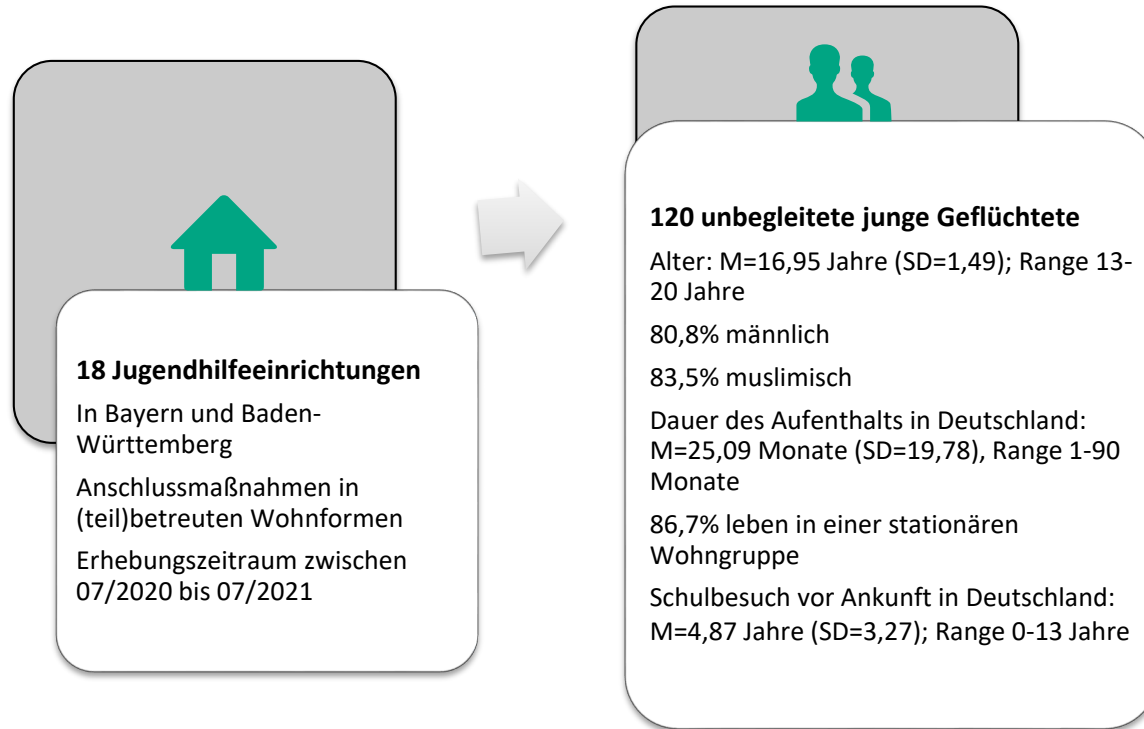 18 Jugendhilfeeinrichtungen
In Bayern und Baden-
Württemberg
Anschlussmaßnahmen in
(teil)betreuten Wohnformen
Erhebungszeitraum zwischen
07/2020 bis 07/2021
120 unbegleitete junge Geflüchtete
Alter: M=16,95 Jahre (SD=1,49); Range 13-
20 Jahre
80,8% männlich
83,5% muslimisch
Dauer des Aufenthalts in Deutschland:
M=25,09 Monate (SD=19,78), Range 1-90
Monate
86,7% leben in einer stationären
Wohngruppe
Schulbesuch vor Ankunft in Deutschland:
M=4,87 Jahre (SD=3,27); Range 0-13 Jahre